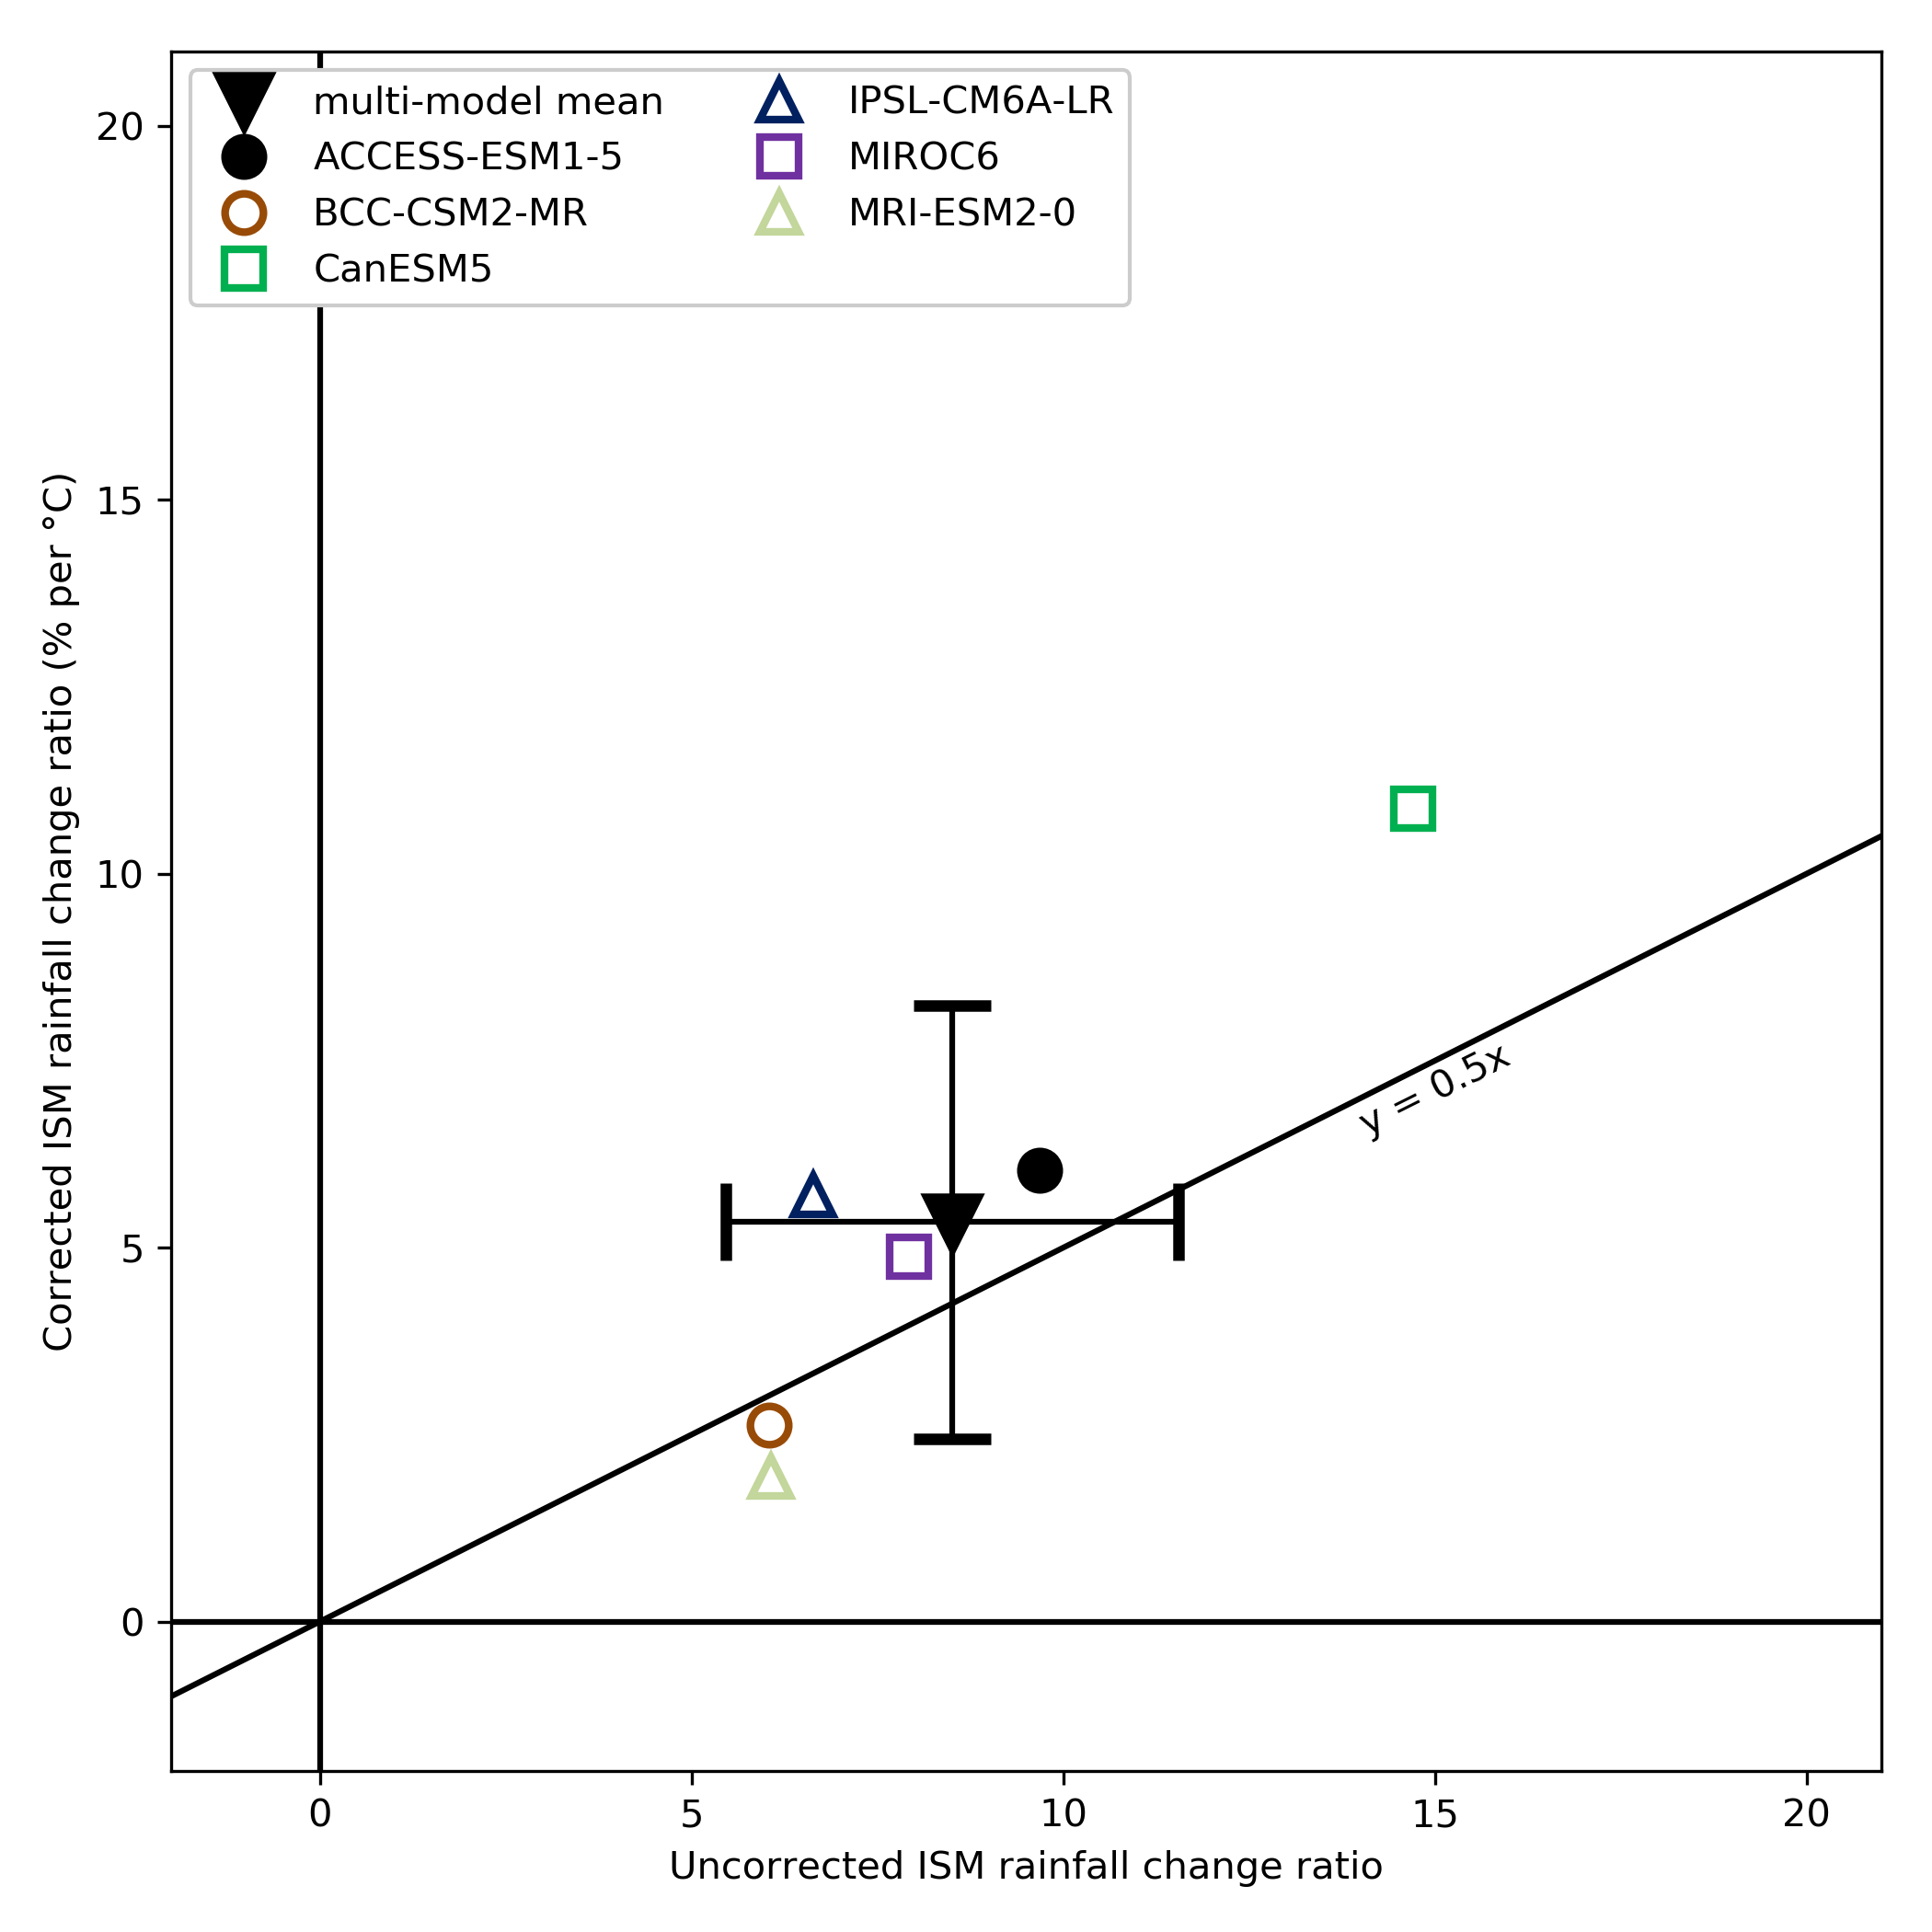 multi-model mean
ACCESS-ESM1-5
BCC-CSM2-MR
CanESM5
IPSL-CM6A-LR
MIROC6
MRI-ESM2-0
Corrected ISM rainfall change ratio (% per °C)
20
15
10
5
0
y = 0.5x
0 5 10 15 20
Uncorrected ISM rainfall change ratio